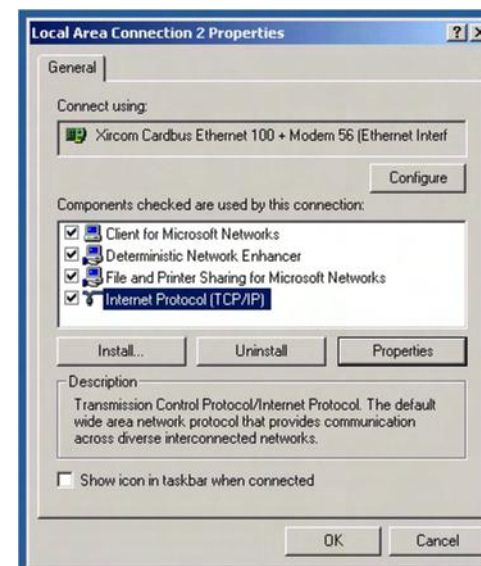 Local Area Connection 2 Properties
General
Connect using:
Xircom Cardbus Ethernet 100 + Modem 56 (Ethernet Interf
Configure
Components checked are used by this connection:
Client for Microsoft Networks
Deterministic Network Enhancer
File and Printer Sharing for Microsoft Networks
Internet Protocol (TCP/IP)
Install... Uninstall Properties
Description
Transmission Control Protocol/Internet Protocol. The default
wide area network protocol that provides communication
across diverse interconnected networks.
Show icon in taskbar when connected
OK Cancel